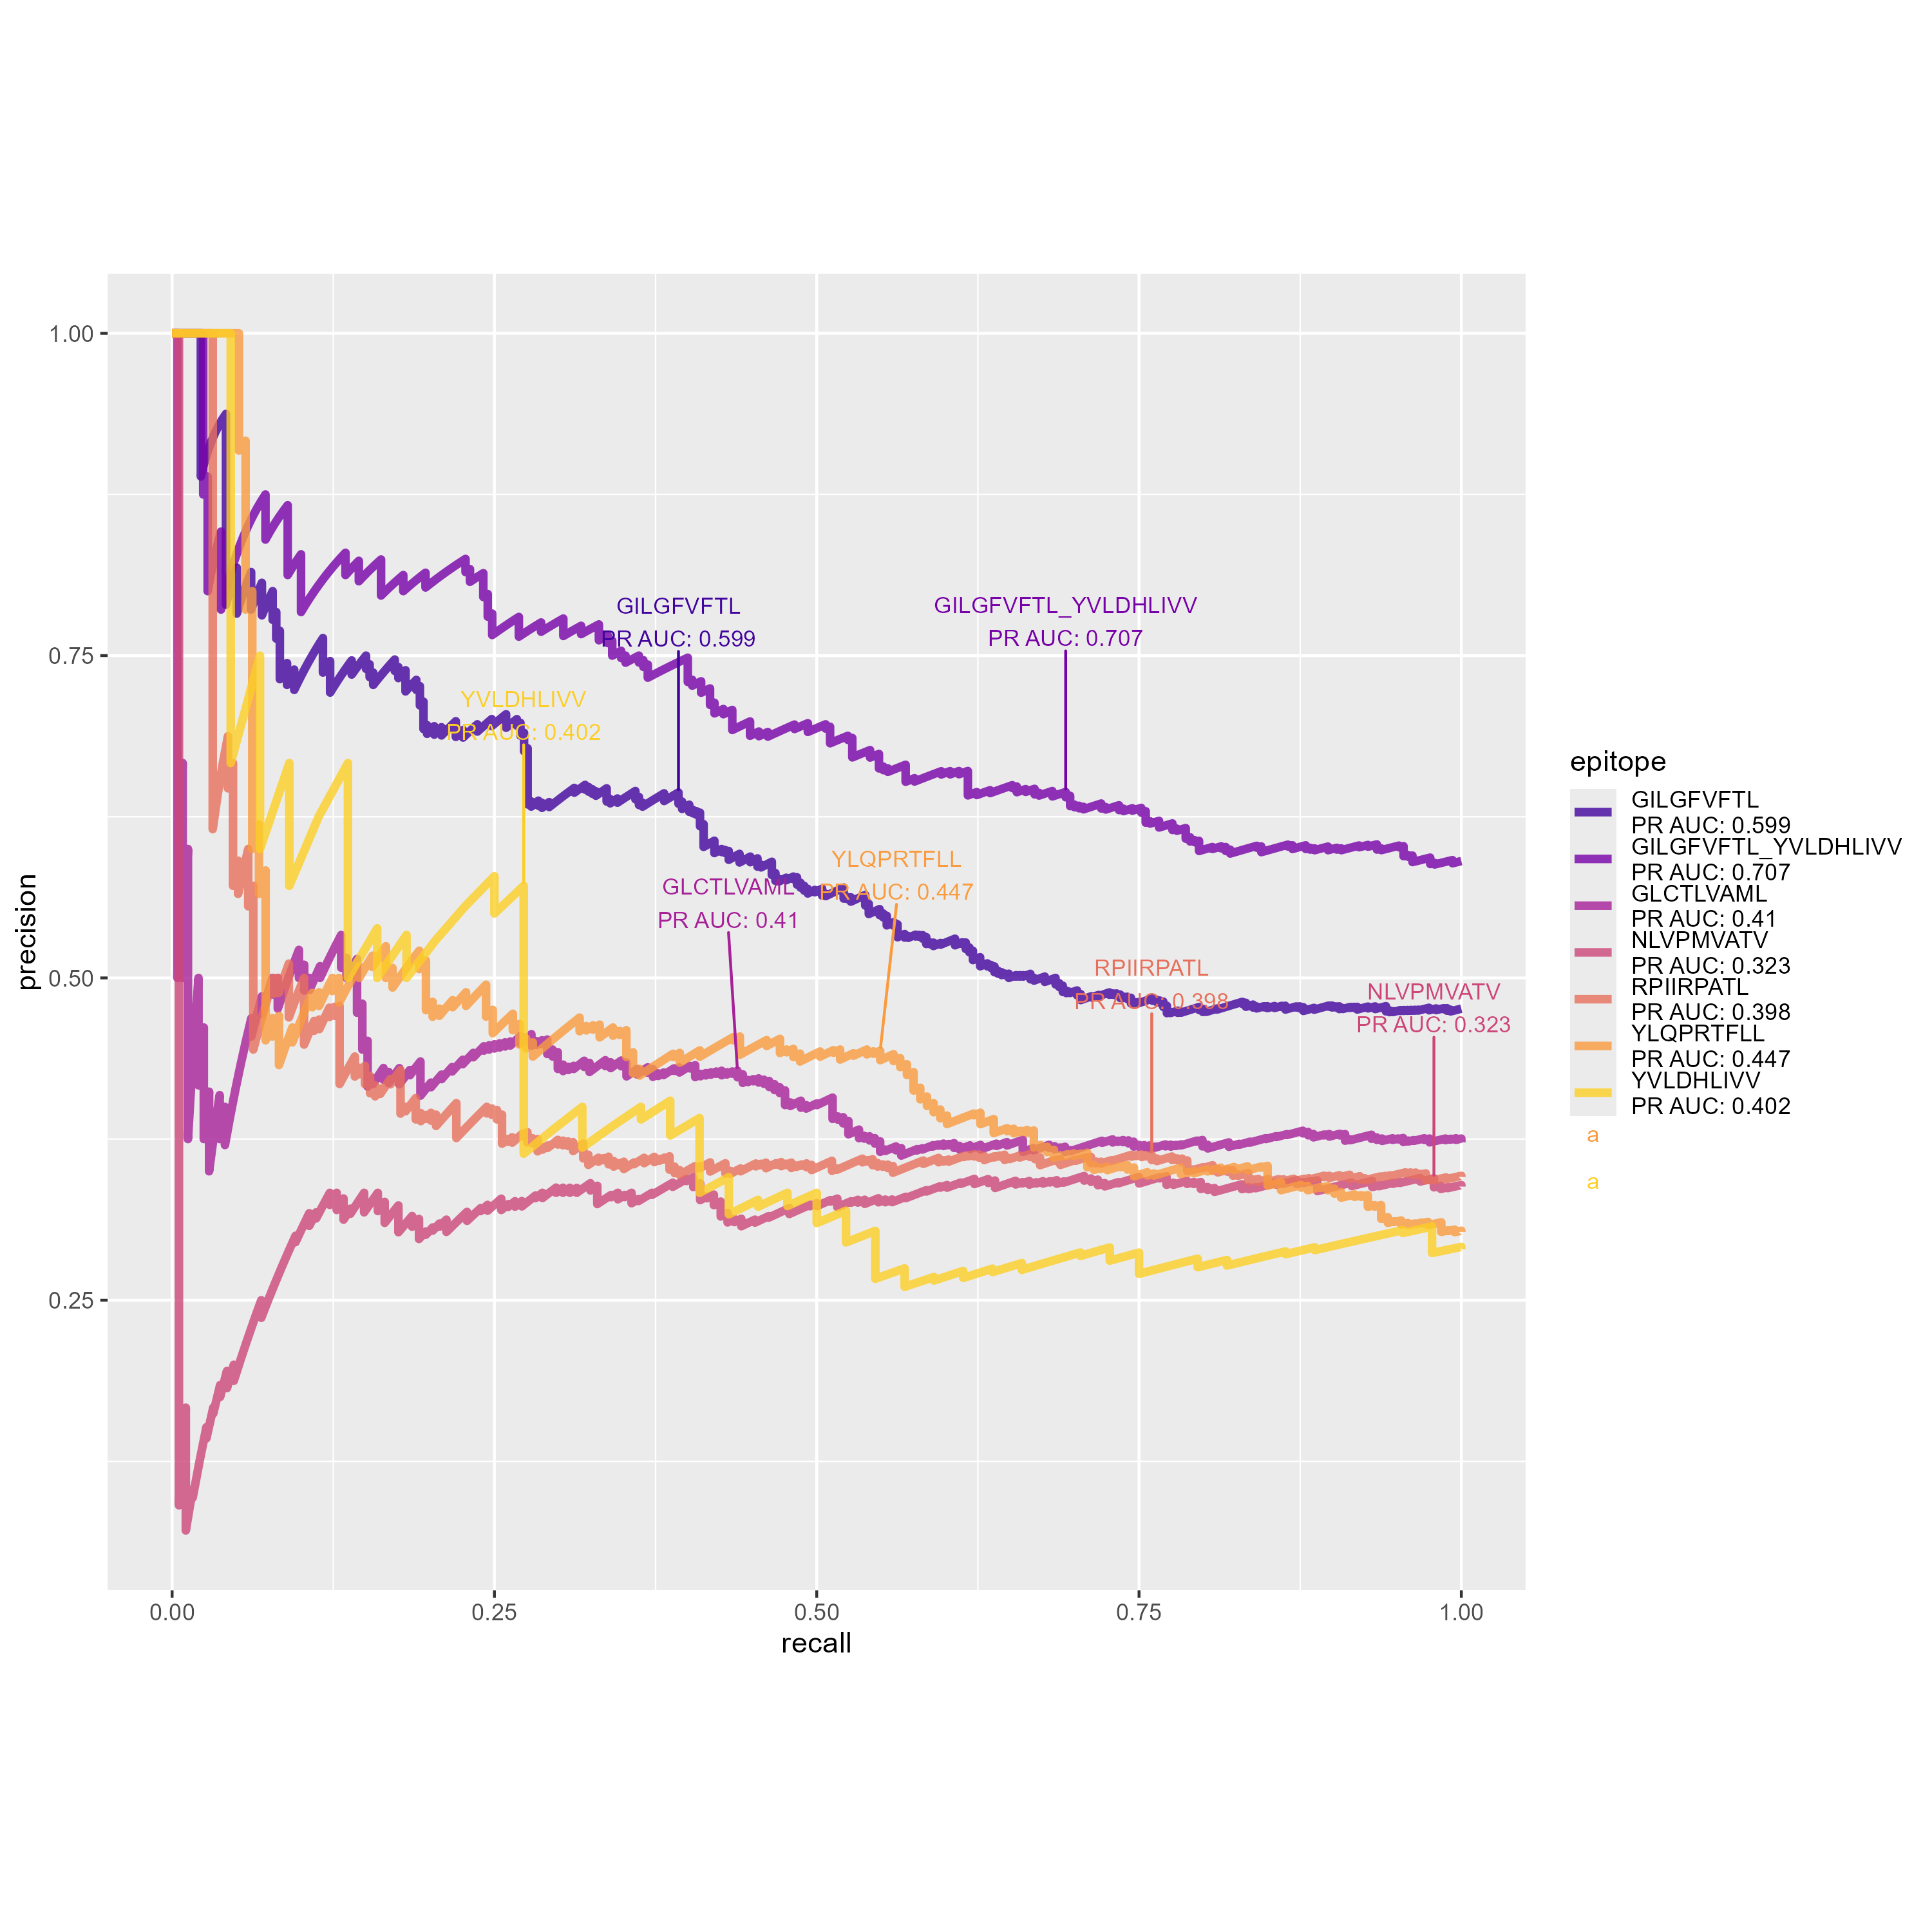 1.00
0.75
0.50
0.25
precision
0.00
0.25
0.50
0.75
1.00
recall
GILGFVFTL
PR AUC: 0.599
GILGFVFTL_YVLDHLIVV
PR AUC: 0.707
YVLDHLIVV
PR AUC: 0.402
YLQPRTFLL
PR AUC: 0.447
GLCTLVAML
PR AUC: 0.41
RPIIRPATL
PR AUC: 0.398
NLVPMVATV
PR AUC: 0.323
epitope
GILGFVFTL
PR AUC: 0.599
GILGFVFTL_YVLDHLIVV
PR AUC: 0.707
GLCTLVAML
PR AUC: 0.41
NLVPMVATV
PR AUC: 0.323
RPIIRPATL
PR AUC: 0.398
YLQPRTFLL
PR AUC: 0.447
YVLDHLIVV
PR AUC: 0.402
a
a